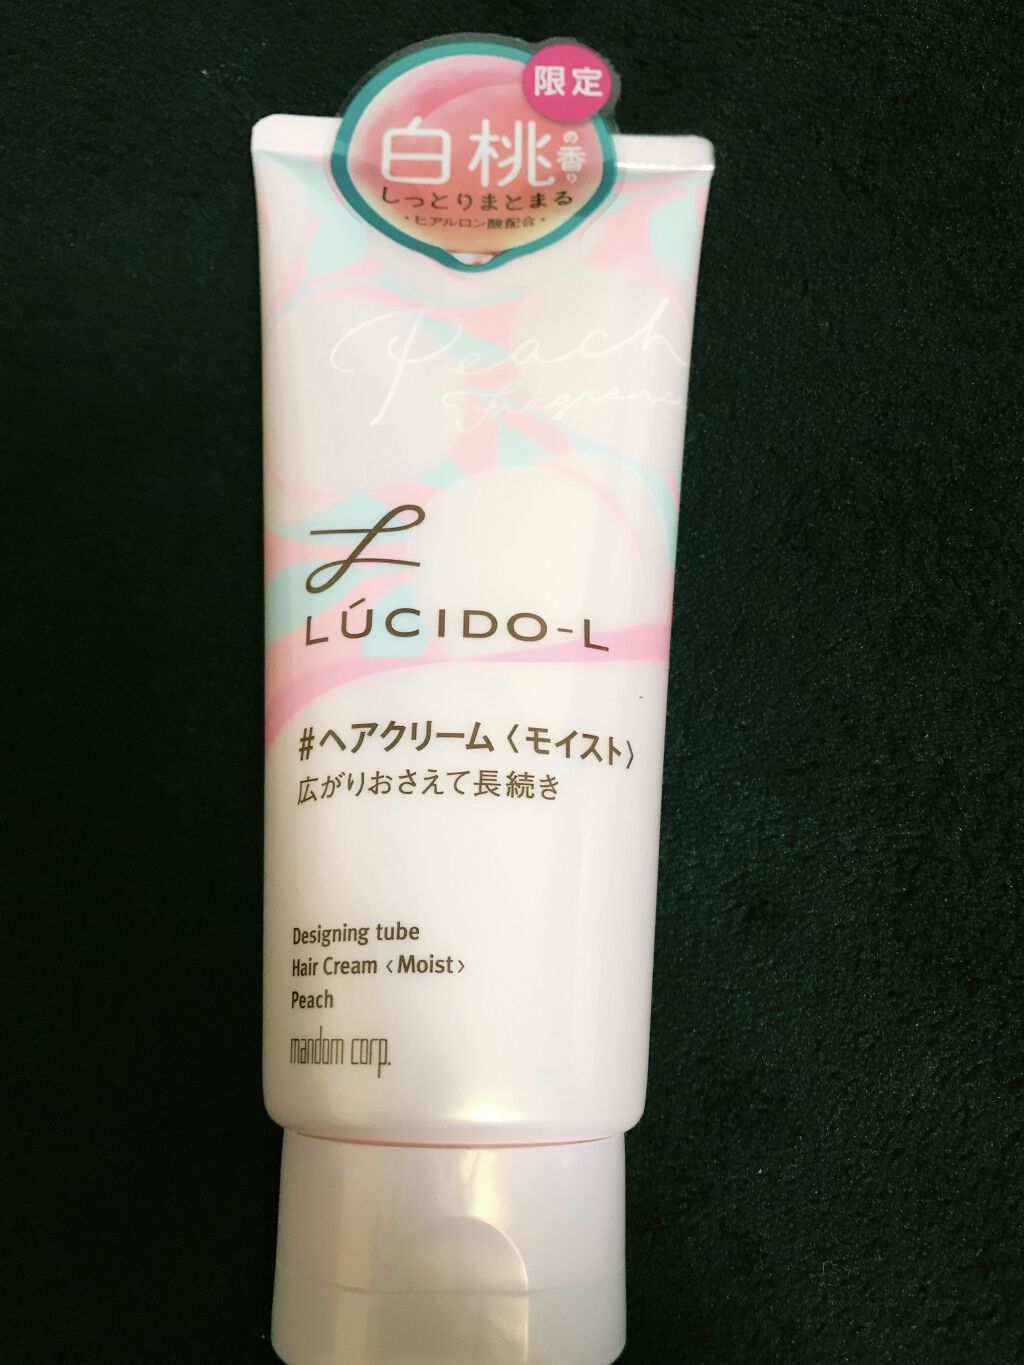 限定
白桃の香り
しっとりまとまる
・ヒアルロン酸配合・
Peach
Fragrance
LÚCIDO-L
#ヘアクリーム〈モイスト〉
広がりおさえて長続き
Designing tube
Hair Cream〈Moist〉
Peach
mandom corp.